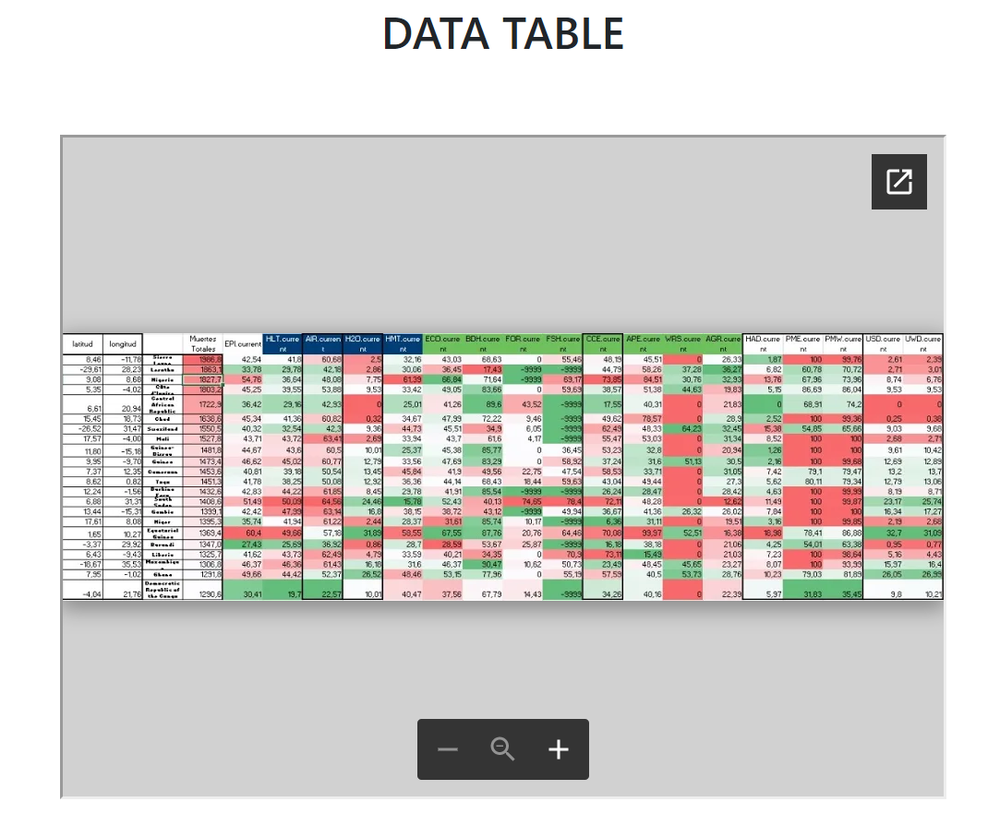 DATA TABLE
latitud longitud Muertes Totales EPI.current HLT.curre nt AIR.curren t H2O.curre nt HMT.curre nt ECO.curre nt BDH.curre nt FOR.curre nt FSH.curre nt CCE.curre nt APE.curre nt WRS.curre nt AGR.curre nt HAD.curre nt PME.curre nt PMW.curre nt USD.curre nt UWD.curre nt
8,46 -11,78 Sierra 1986,8 42,54 41,8 60,68 2,5 32,16 43,03 68,63 0 55,46 48,19 45,51 0 26,33 1,87 100 99,76 2,61 2,39
-29,61 28,23 Lesotho 1863,1 33,78 29,78 42,18 2,86 30,06 36,45 17,43 -9999 -9999 44,79 58,26 37,28 36,27 6,82 60,78 70,72 2,71 3,01
9,08 8,68 Nigeria 1827,7 54,76 36,64 48,08 7,75 61,39 66,84 71,64 -9999 69,17 73,85 84,51 30,76 32,93 13,76 67,96 73,96 8,74 6,76
5,35 -4,02 Côte 1803,2 45,25 39,55 53,88 9,53 33,42 49,05 83,66 0 59,69 38,57 51,38 44,63 19,83 5,15 86,69 86,04 9,53 9,53
6,61 20,94 Central African Republic 1722,9 36,42 29,16 42,93 0 25,01 41,26 89,6 43,52 -9999 17,55 40,31 0 21,83 0 68,91 74,2 0 0
15,45 18,73 Chad 1638,6 45,34 41,36 60,82 0,32 34,67 47,99 72,22 9,46 -9999 49,62 78,57 0 28,9 2,52 100 99,36 0,25 0,38
-26,52 31,47 Swaziland 1550,5 40,32 32,54 42,3 9,36 44,73 45,51 34,9 6,05 -9999 62,49 48,33 64,23 32,45 15,38 54,85 65,66 9,03 9,68
17,57 -4,00 Mali 1527,8 43,71 43,72 63,41 2,69 33,94 43,7 61,6 4,17 -9999 55,47 53,03 0 31,34 8,52 100 100 2,68 2,71
11,80 -15,18 Guinea- 1481,8 44,67 43,6 60,5 10,01 25,37 45,38 85,77 0 36,45 53,23 32,8 0 20,94 1,26 100 100 9,61 10,42
9,95 -9,70 Guinea 1473,4 46,62 45,02 60,77 12,79 33,56 47,69 83,29 0 58,92 37,24 31,6 51,13 30,5 2,16 100 99,68 12,69 12,89
7,37 12,35 Cameroon 1453,6 40,81 39,18 50,54 13,45 45,84 41,9 49,56 22,75 47,54 58,53 33,71 0 31,05 7,42 79,1 79,47 13,2 13,7
8,62 0,82 Togo 1451,3 41,78 38,25 50,08 12,92 36,36 44,14 68,43 18,44 59,63 43,04 49,44 0 27,3 5,62 80,11 79,34 12,79 13,06
12,24 -1,56 Burkina 1432,6 42,83 44,22 61,85 8,45 29,78 41,91 85,54 -9999 -9999 26,24 28,47 0 28,42 4,63 100 99,99 8,19 8,71
6,88 31,31 South 1408,6 51,49 50,09 64,56 24,46 15,78 52,43 40,13 74,65 78,4 72,11 48,28 0 12,62 11,49 100 99,87 23,17 25,74
13,44 -15,31 Gambia 1399,1 42,42 47,99 63,14 16,8 38,15 38,72 43,12 -9999 49,94 36,67 41,36 26,32 26,02 7,84 100 100 16,34 17,27
17,61 8,08 Niger 1395,3 35,74 41,94 61,22 2,44 28,37 31,61 85,74 10,17 -9999 6,36 31,11 0 19,51 3,16 100 99,85 2,19 2,68
1,65 10,27 Equatorial Guinea 1369,4 60,4 49,66 57,18 31,89 58,55 67,55 87,76 20,76 64,46 70,08 99,97 52,51 16,38 18,98 78,41 86,88 32,7 31,09
-3,37 29,92 Burundi 1347,0 27,43 25,69 36,92 0,86 28,7 28,59 53,67 25,87 -9999 16,18 38,18 0 21,06 4,25 54,01 63,38 0,95 0,77
6,43 -9,43 Liberia 1325,7 41,62 43,73 62,49 4,79 33,59 40,21 34,35 0 70,9 73,11 15,49 0 21,03 7,23 100 98,64 5,16 4,43
-18,67 35,53 Mozambique 1306,8 46,37 36,36 61,43 16,18 31,6 46,37 90,47 10,62 50,73 23,49 48,45 45,65 23,27 8,07 100 93,93 15,97 16,4
7,95 -1,02 Ghana 1291,8 49,66 44,42 52,37 26,52 48,46 53,15 77,96 0 55,19 57,59 40,5 53,73 28,76 10,23 79,03 81,89 26,05 26,99
-4,04 21,76 Democratic Republic of the Congo 1290,8 30,41 19,7 22,57 10,01 40,47 37,56 67,79 14,43 -9999 34,26 40,16 0 22,39 5,97 31,83 35,45 9,8 10,21